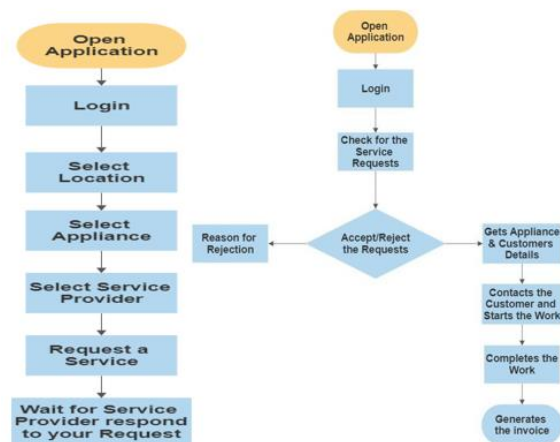 Open
Application
Login
Select
Location
Select
Appliance
Select Service
Provider
Request a
Service
Wait for Service
Provider respond
to your Request
Open
Application
Login
Check for the
Service
Requests
Accept/Reject
the Requests
Reason for
Rejection
Gets Appliance
& Customers
Details
Contacts the
Customer and
Starts the Work
Completes the
Work
Generates
the invoice